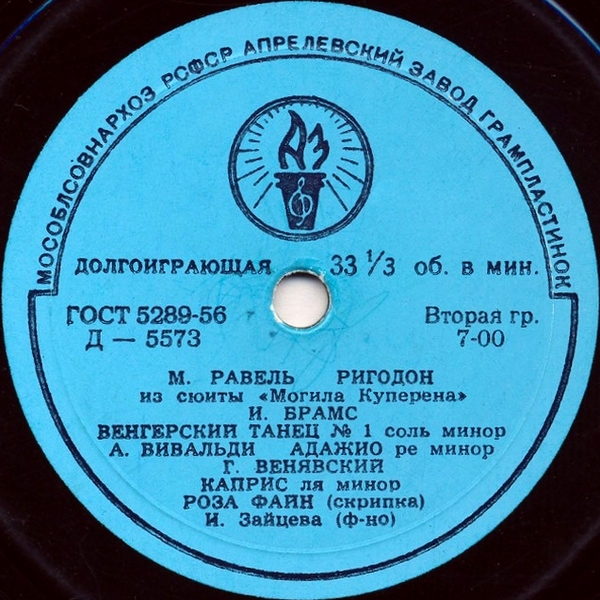 МОСОБЛСОВНАРХОЗ РСФСР АПРЕЛЕВСКИЙ ЗАВОД ГРАМПЛАСТИНОК
АЗ
ДОЛГОИГРАЮЩАЯ 33 1/3 об. в мин.
ГОСТ 5289-56 Вторая гр.
Д — 5573 7-00
М. РАВЕЛЬ РИГОДОН
из сюиты «Могила Куперена»
И. БРАМС
ВЕНГЕРСКИЙ ТАНЕЦ № 1 соль минор
А. ВИВАЛЬДИ АДАЖИО ре минор
Г. ВЕНЯВСКИЙ
КАПРИС ля минор
РОЗА ФАЙН (скрипка)
И. Зайцева (ф-но)